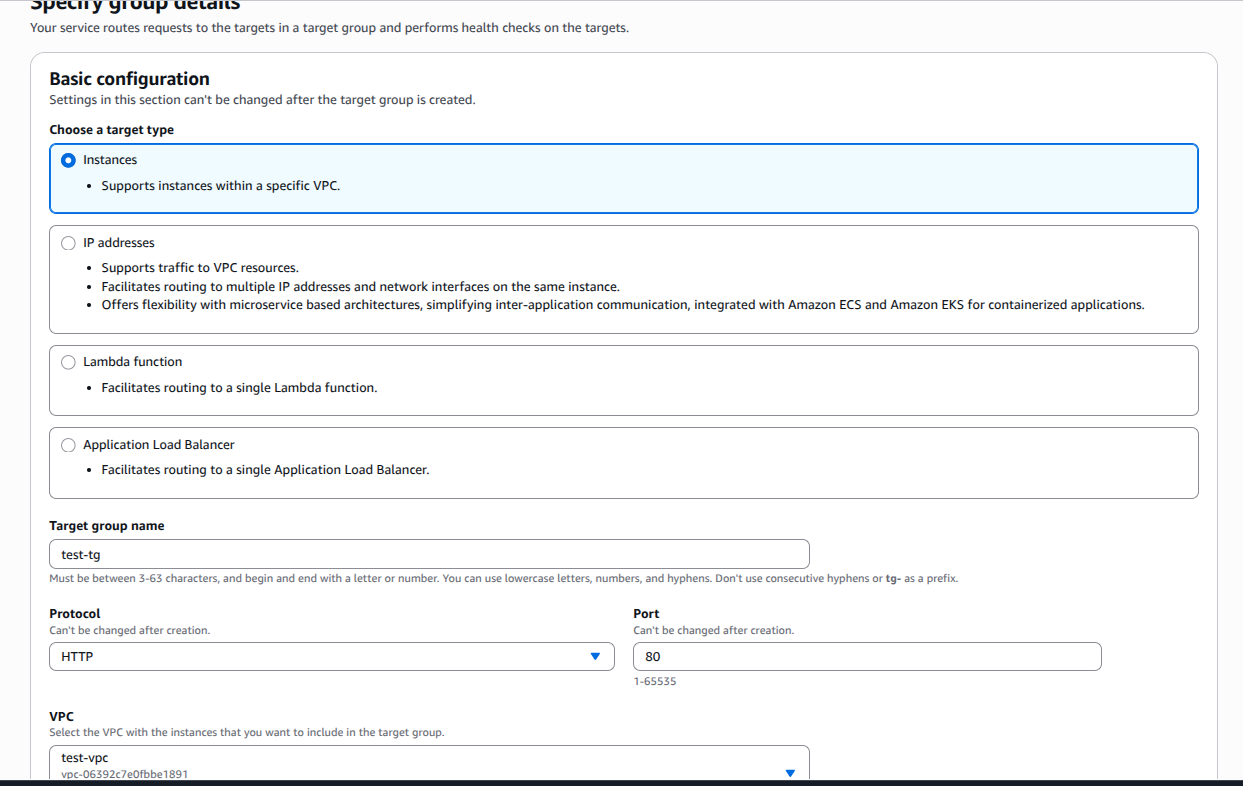 Specify group details
Your service routes requests to the targets in a target group and performs health checks on the targets.
Basic configuration
Settings in this section can't be changed after the target group is created.
Choose a target type
Instances
• Supports instances within a specific VPC.
IP addresses
• Supports traffic to VPC resources.
• Facilitates routing to multiple IP addresses and network interfaces on the same instance.
• Offers flexibility with microservice based architectures, simplifying inter-application communication, integrated with Amazon ECS and Amazon EKS for containerized applications.
Lambda function
• Facilitates routing to a single Lambda function.
Application Load Balancer
• Facilitates routing to a single Application Load Balancer.
Target group name
test-tg
Must be between 3-63 characters, and begin and end with a letter or number. You can use lowercase letters, numbers, and hyphens. Don't use consecutive hyphens or tg- as a prefix.
Protocol
Can't be changed after creation.
HTTP
Port
Can't be changed after creation.
80
1-65535
VPC
Select the VPC with the instances that you want to include in the target group.
test-vpc
vpc-06392c7e0fbbe1891